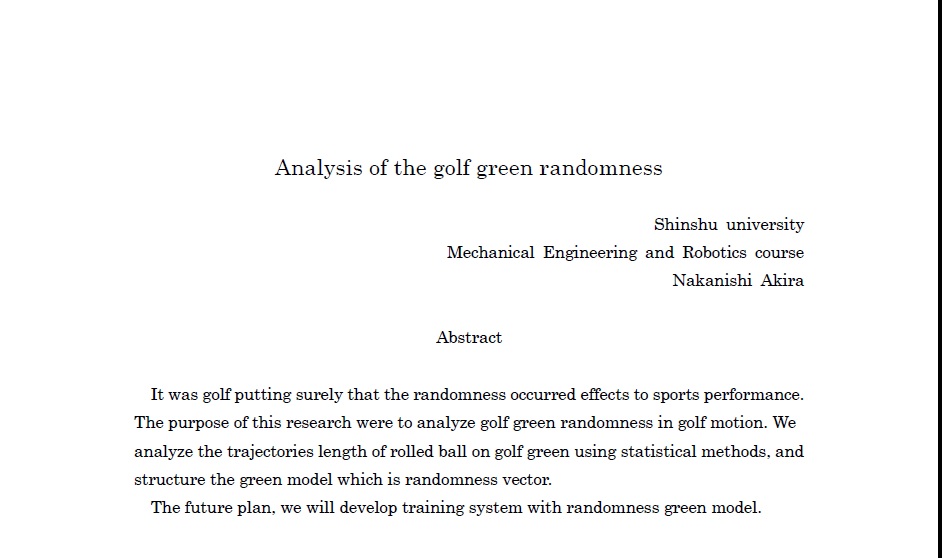 Analysis of the golf green randomness
Shinshu university
Mechanical Engineering and Robotics course
Nakanishi Akira
Abstract
It was golf putting surely that the randomness occurred effects to sports performance.
The purpose of this research were to analyze golf green randomness in golf motion. We
analyze the trajectories length of rolled ball on golf green using statistical methods, and
structure the green model which is randomness vector.
The future plan, we will develop training system with randomness green model.